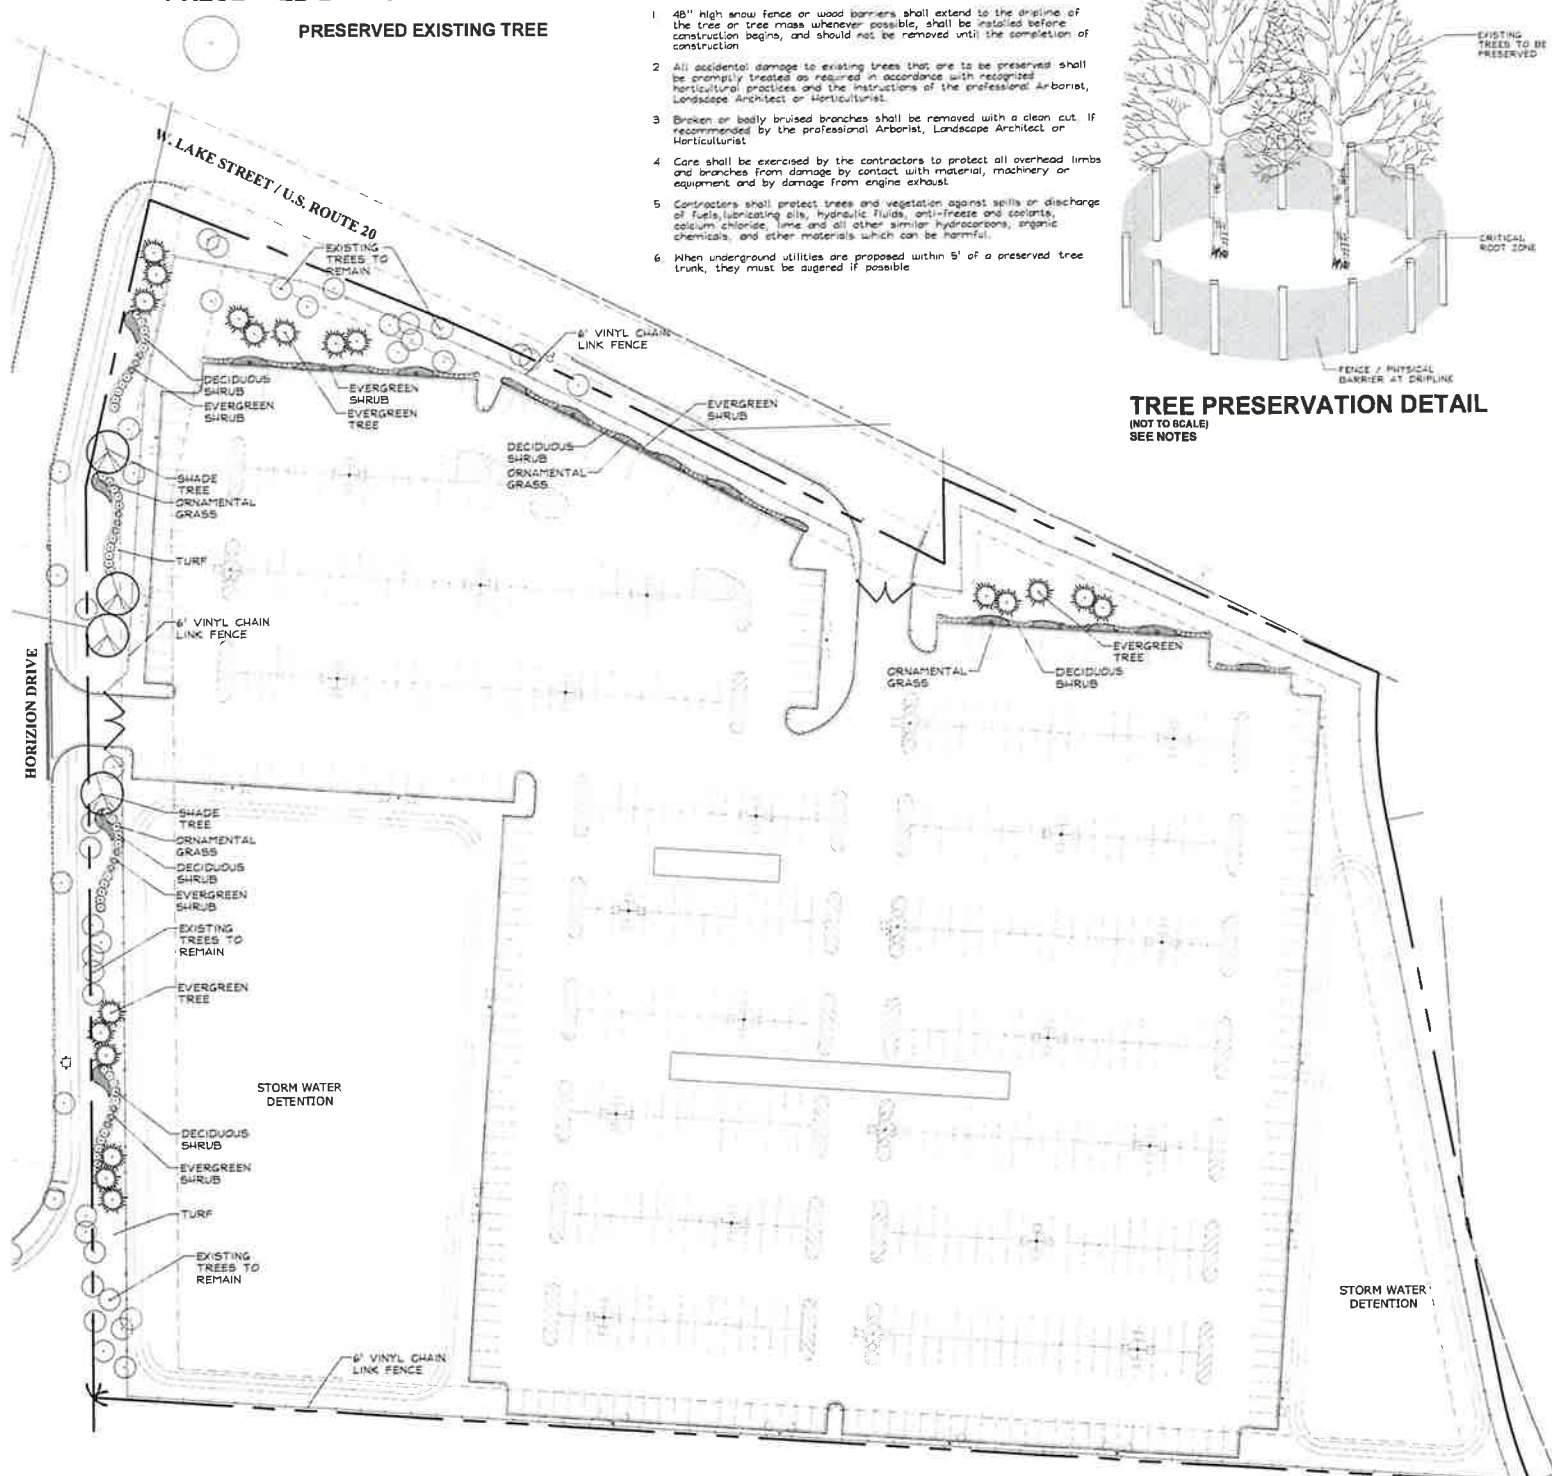 PRESERVED EXISTING TREE
1 48" high snow fence or wood barriers shall extend to the dripline of
the tree or tree mass whenever possible, shall be installed before
construction begins, and should not be removed until the completion of
construction
2 All accidental damage to existing trees that are to be preserved shall
be promptly treated as required in accordance with recognized
horticultural practices and the instructions of the professional Arborist,
Landscape Architect or Horticulturist.
3 Broken or badly bruised branches shall be removed with a clean cut. If
recommended by the professional Arborist, Landscape Architect or
Horticulturist
4 Care shall be exercised by the contractors to protect all overhead limbs
and branches from damage by contact with material, machinery or
equipment and by damage from engine exhaust
5 Contractors shall protect trees and vegetation against spills or discharge
of fuels, lubricating oils, hydraulic fluids, anti-freeze and coolants,
calcium chloride, lime and all other similar hydrocarbons, organic
chemicals, and other materials which can be harmful.
6. When underground utilities are proposed within 5' of a preserved tree
trunk, they must be augered if possible
EXISTING
TREES TO BE
PRESERVED
CRITICAL
ROOT ZONE
FENCE / PHYSICAL
BARRIER AT DRIPLINE
TREE PRESERVATION DETAIL
(NOT TO SCALE)
SEE NOTES
W. LAKE STREET / U.S. ROUTE 20
EXISTING
TREES TO
REMAIN
6' VINYL CHAIN
LINK FENCE
DECIDUOUS
SHRUB
EVERGREEN
SHRUB
EVERGREEN
SHRUB
EVERGREEN
TREE
EVERGREEN
SHRUB
DECIDUOUS
SHRUB
ORNAMENTAL
GRASS
SHADE
TREE
ORNAMENTAL
GRASS
TURF
6' VINYL CHAIN
LINK FENCE
HORIZION DRIVE
EVERGREEN
TREE
ORNAMENTAL
GRASS
DECIDUOUS
SHRUB
SHADE
TREE
ORNAMENTAL
GRASS
DECIDUOUS
SHRUB
EVERGREEN
SHRUB
EXISTING
TREES TO
REMAIN
EVERGREEN
TREE
STORM WATER
DETENTION
DECIDUOUS
SHRUB
EVERGREEN
SHRUB
TURF
EXISTING
TREES TO
REMAIN
6' VINYL CHAIN
LINK FENCE
STORM WATER
DETENTION